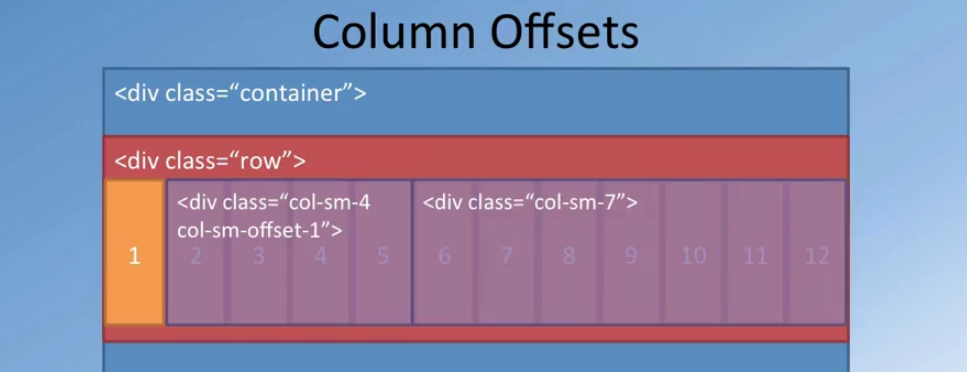 Column Offsets
<div class=“container”>
<div class=“row”>
<div class=“col-sm-4
col-sm-offset-1”>
<div class=“col-sm-7”>
1 2 3 4 5 6 7 8 9 10 11 12